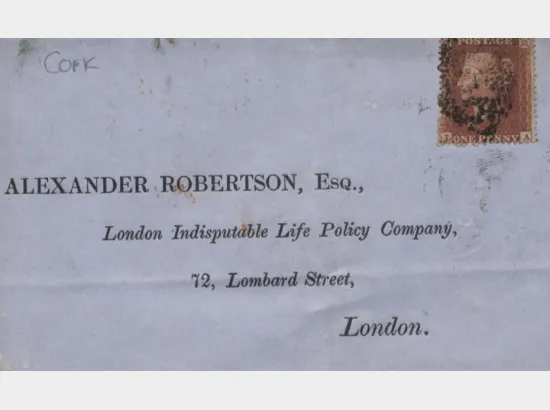 Cork
POSTAGE
ONE PENNY
A
ALEXANDER ROBERTSON, Esq.,
London Indisputable Life Policy Company,
72, Lombard Street,
London.